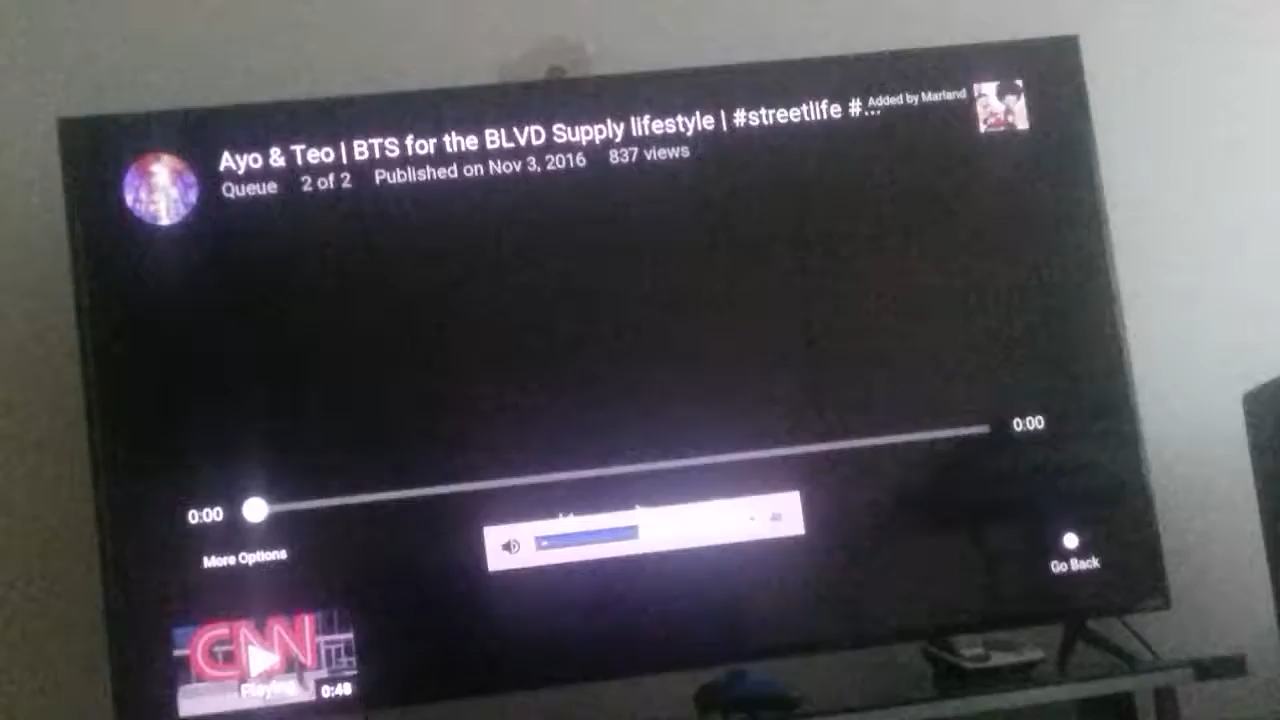 Ayo & Teo | BTS for the BLVD Supply lifestyle | #streetlife #...
Added by Marland
Queue 2 of 2 Published on Nov 3, 2016 837 views
0:00
0:00
More Options
Go Back
CNN
Playing
0:48